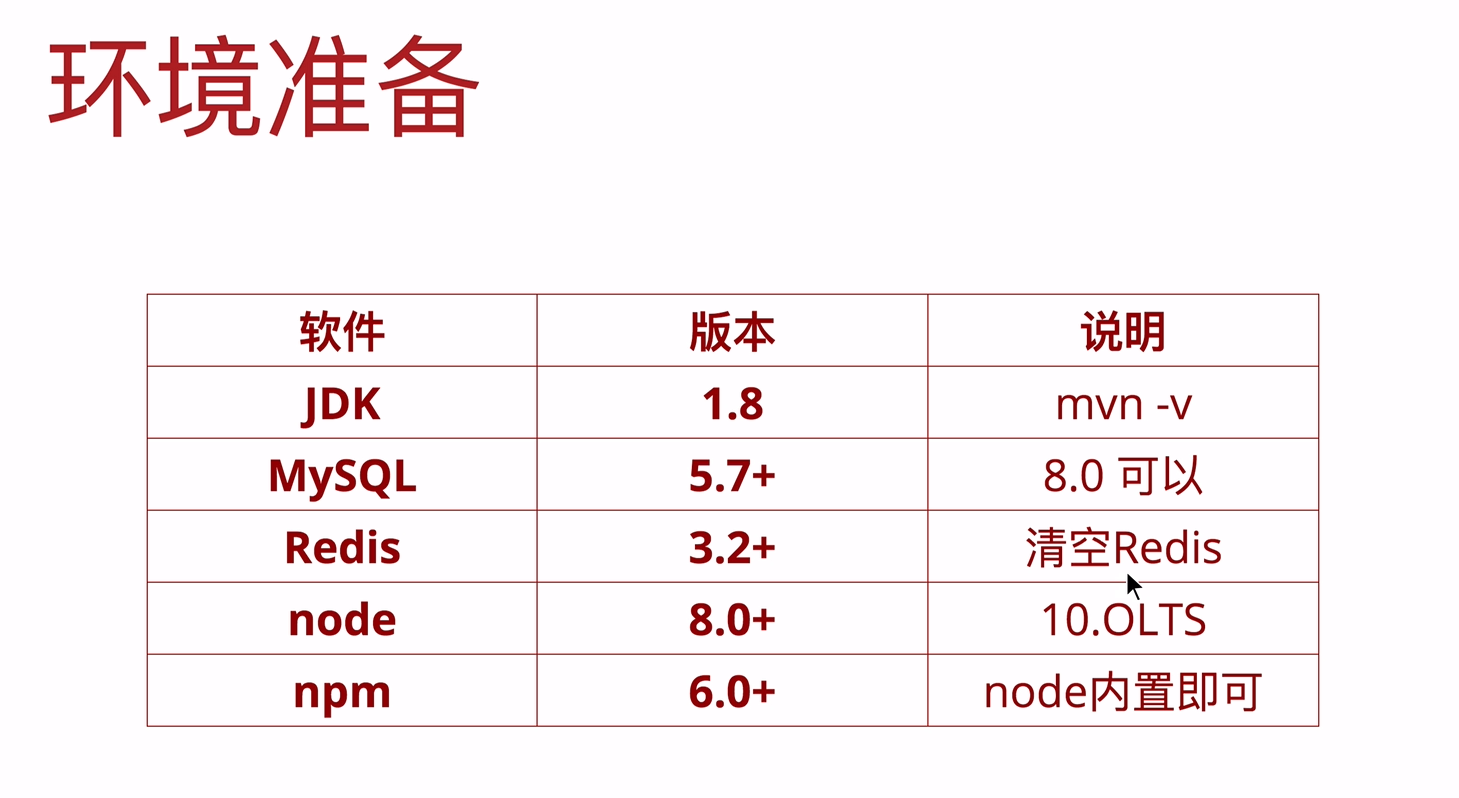 环境准备
软件 版本 说明
JDK 1.8 mvn -v
MySQL 5.7+ 8.0 可以
Redis 3.2+ 清空Redis
node 8.0+ 10.OLTS
npm 6.0+ node内置即可